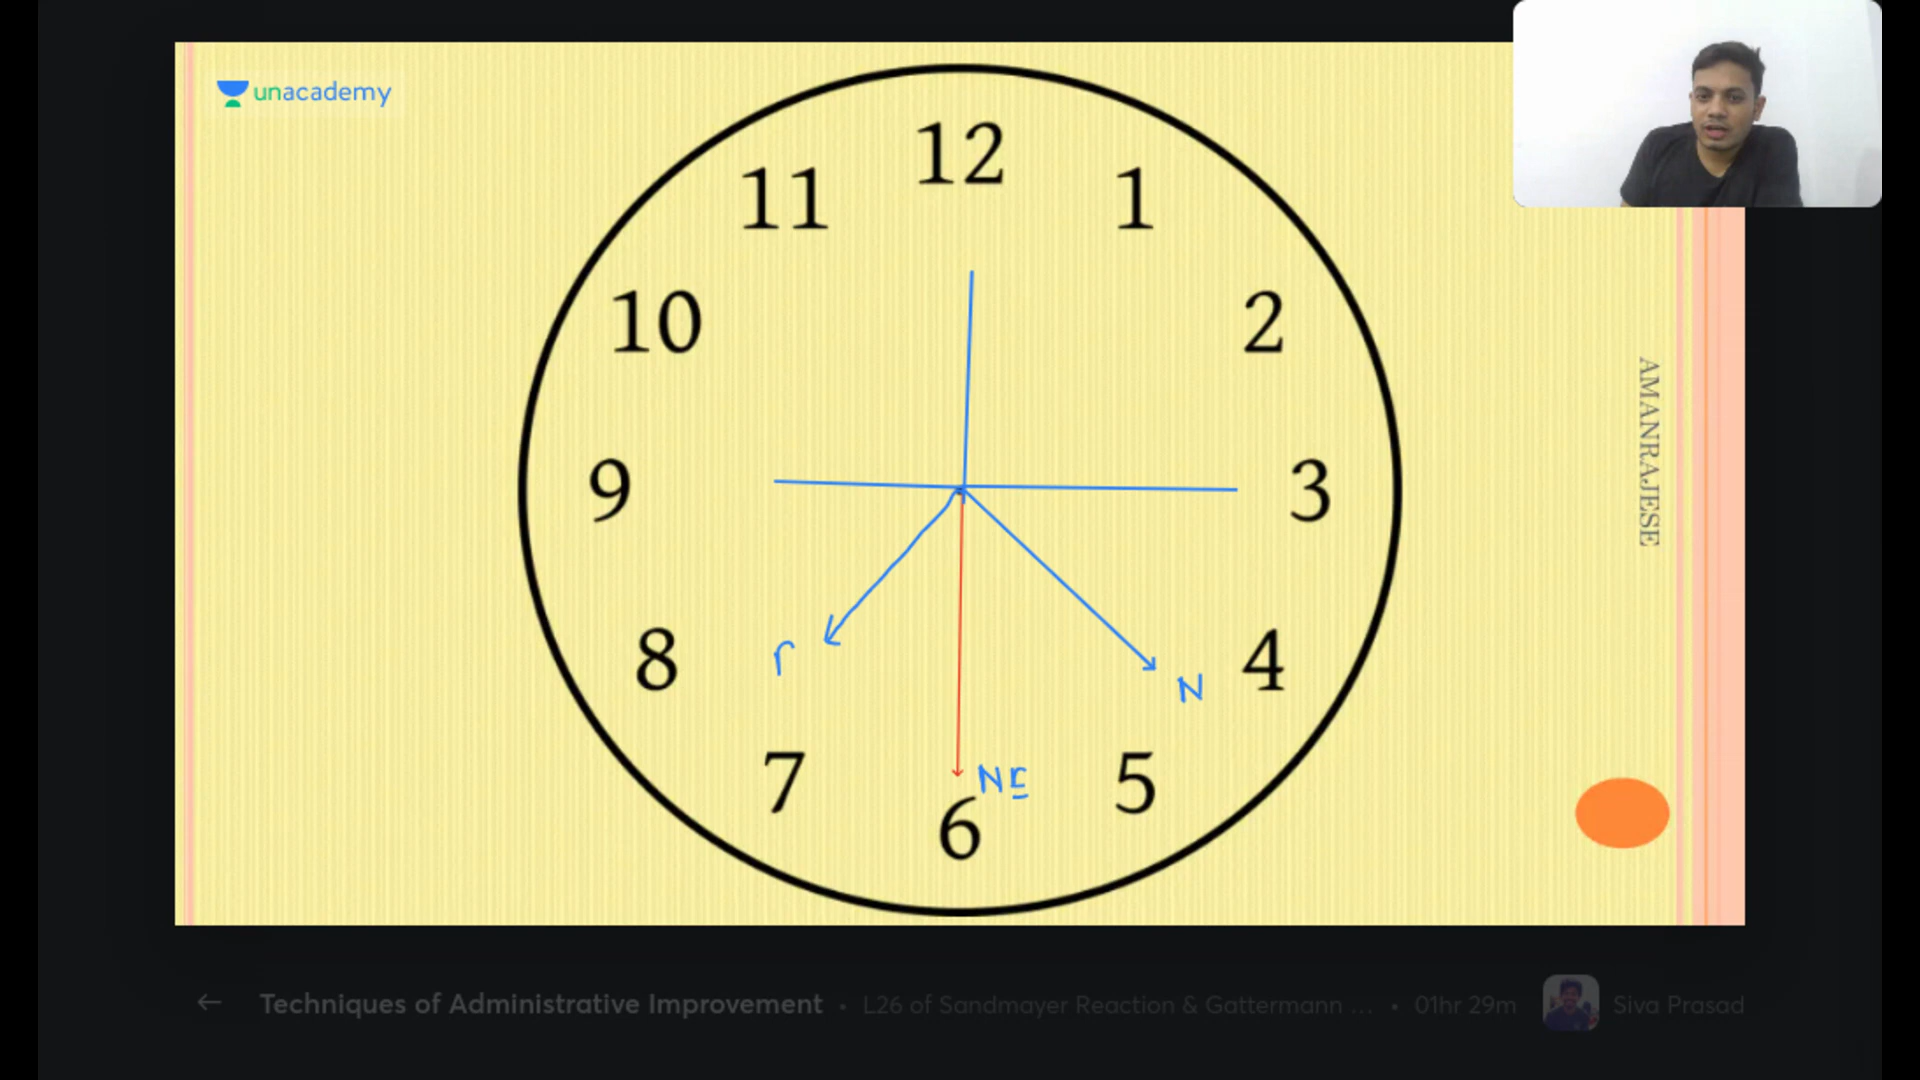 unacademy
12
11
1
10
2
9
3
8
4
7
5
6
r
N
NE
AMANRAJESE
Techniques of Administrative Improvement • L26 of Sandmayer Reaction & Gattermann ... • 01hr 29m
Siva Prasad